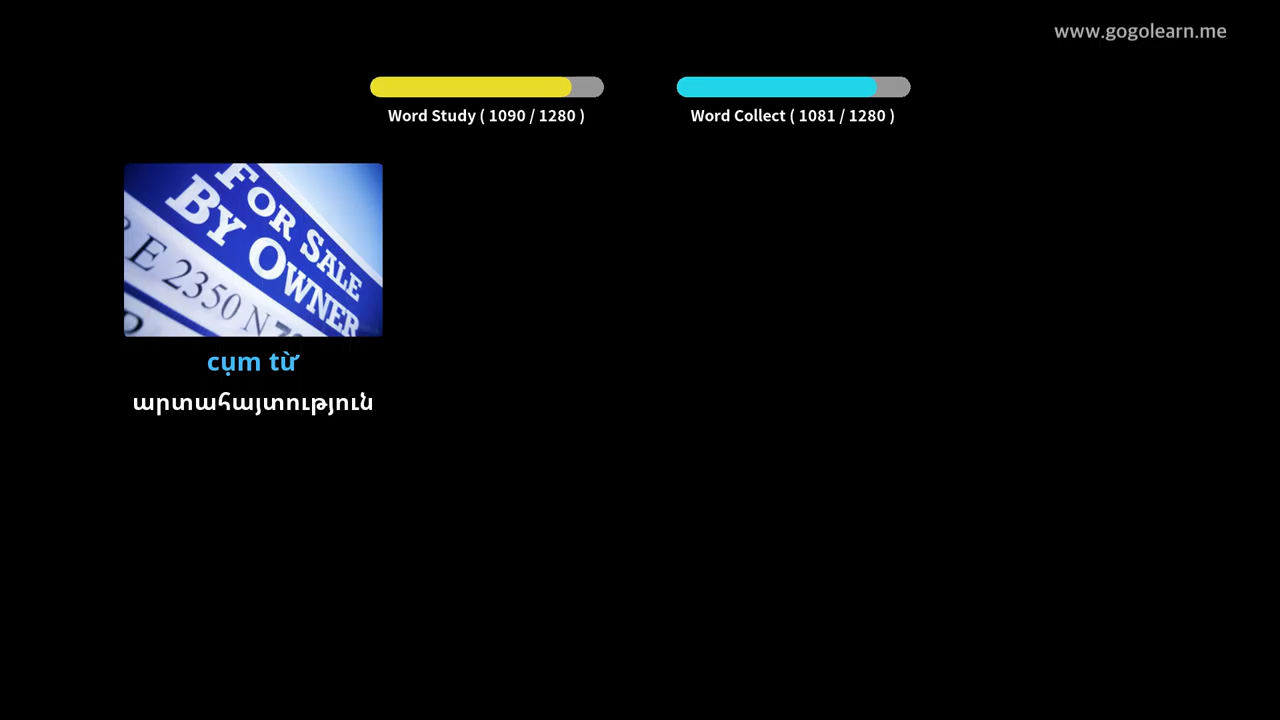 www.gogolearn.me
Word Study ( 1090 / 1280 )
Word Collect ( 1081 / 1280 )
FOR SALE
BY OWNER
E 2350 N
cụm từ
արտահայտություն